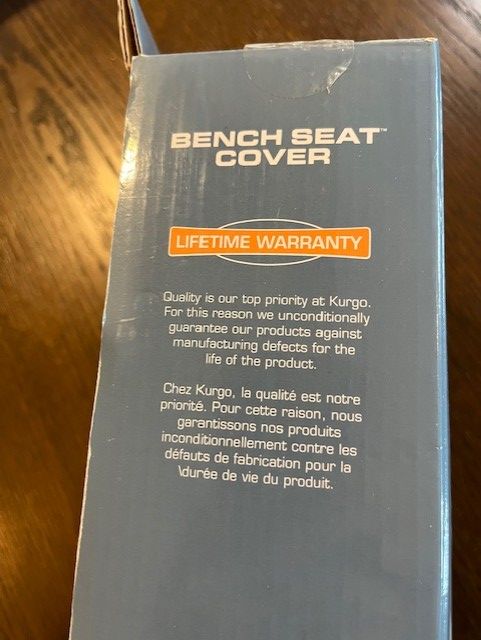 BENCH SEAT™
COVER
LIFETIME WARRANTY
Quality is our top priority at Kurgo.
For this reason we unconditionally
guarantee our products against
manufacturing defects for the
life of the product.
Chez Kurgo, la qualité est notre
priorité. Pour cette raison, nous
garantissons nos produits
inconditionnellement contre les
défauts de fabrication pour la
\durée de vie du produit.